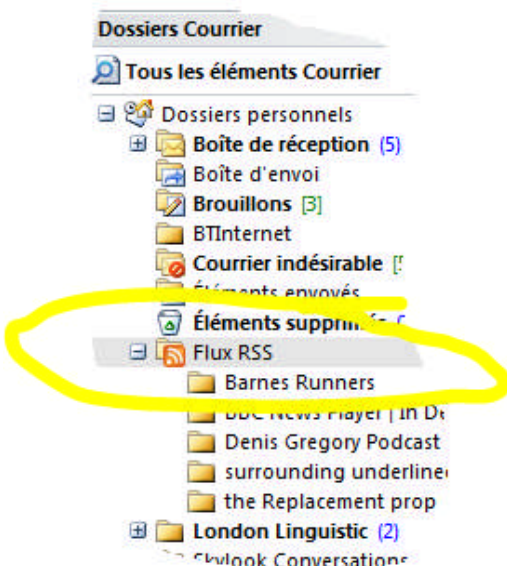 Dossiers Courrier
Tous les éléments Courrier
Dossiers personnels
Boîte de réception (5)
Boîte d'envoi
Brouillons [3]
BTInternet
Courrier indésirable
Éléments envoyés
Éléments supprimés
Flux RSS
Barnes Runners
BBC News Player | In De
Denis Gregory Podcast
surrounding underline
the Replacement prop
London Linguistic (2)
Skylook Conversations